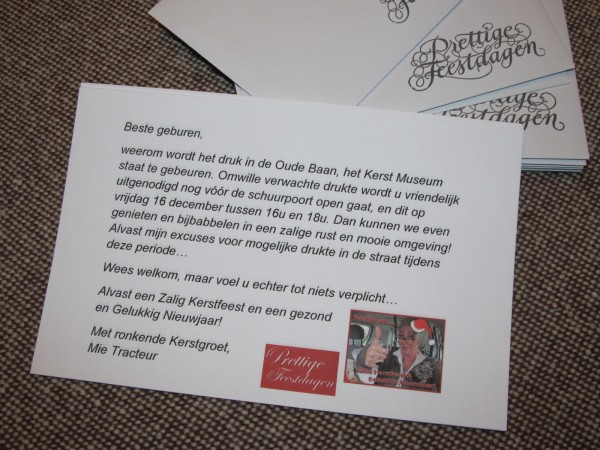 Feestdagen
Prettige
Feestdagen
Prettige
Feestdagen
Beste geburen,
weerom wordt het druk in de Oude Baan, het Kerst Museum
staat te gebeuren. Omwille verwachte drukte wordt u vriendelijk
uitgenodigd nog vóór de schuurpoort open gaat, en dit op
vrijdag 16 december tussen 16u en 18u. Dan kunnen we even
genieten en bijbabbelen in een zalige rust en mooie omgeving!
Alvast mijn excuses voor mogelijke drukte in de straat tijdens
deze periode…
Wees welkom, maar voel u echter tot niets verplicht…
Alvast een Zalig Kerstfeest en een gezond
en Gelukkig Nieuwjaar!
Met ronkende Kerstgroet,
Mie Tracteur
Prettige
Feestdagen